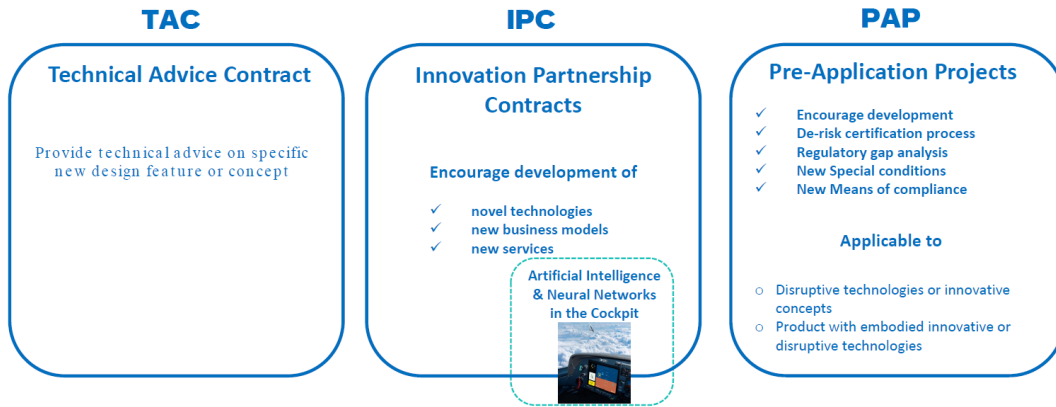 TAC
Technical Advice Contract
Provide technical advice on specific
new design feature or concept
IPC
Innovation Partnership
Contracts
Encourage development of
✓ novel technologies
✓ new business models
✓ new services
Artificial Intelligence
& Neural Networks
in the Cockpit
PAP
Pre-Application Projects
✓ Encourage development
✓ De-risk certification process
✓ Regulatory gap analysis
✓ New Special conditions
✓ New Means of compliance
Applicable to
o Disruptive technologies or innovative
concepts
o Product with embodied innovative or
disruptive technologies